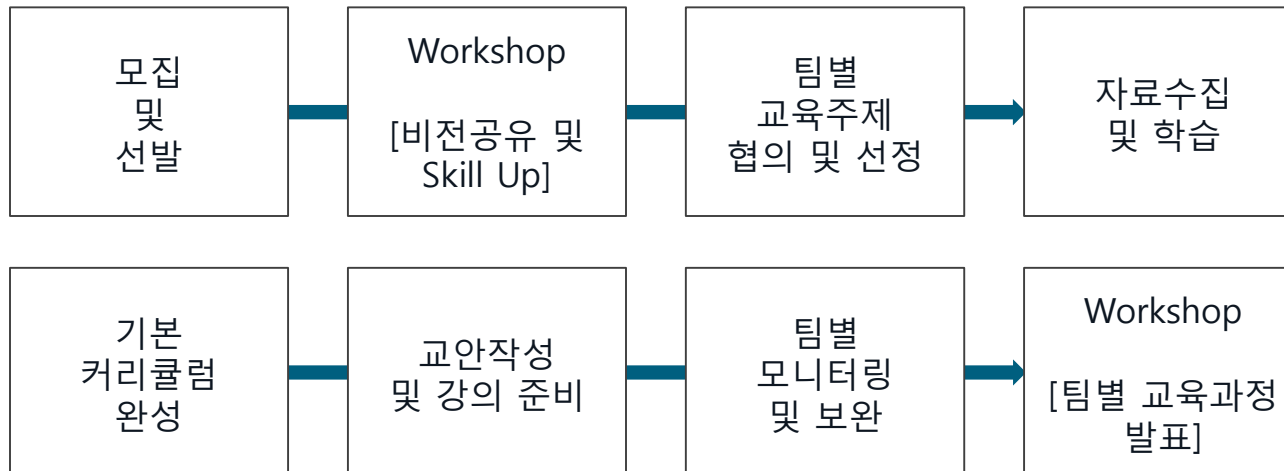 모집
및
선발
Workshop
[비전공유 및
Skill Up]
팀별
교육주제
협의 및 선정
자료수집
및 학습
기본
커리큘럼
완성
교안작성
및 강의 준비
팀별
모니터링
및 보완
Workshop
[팀별 교육과정
발표]